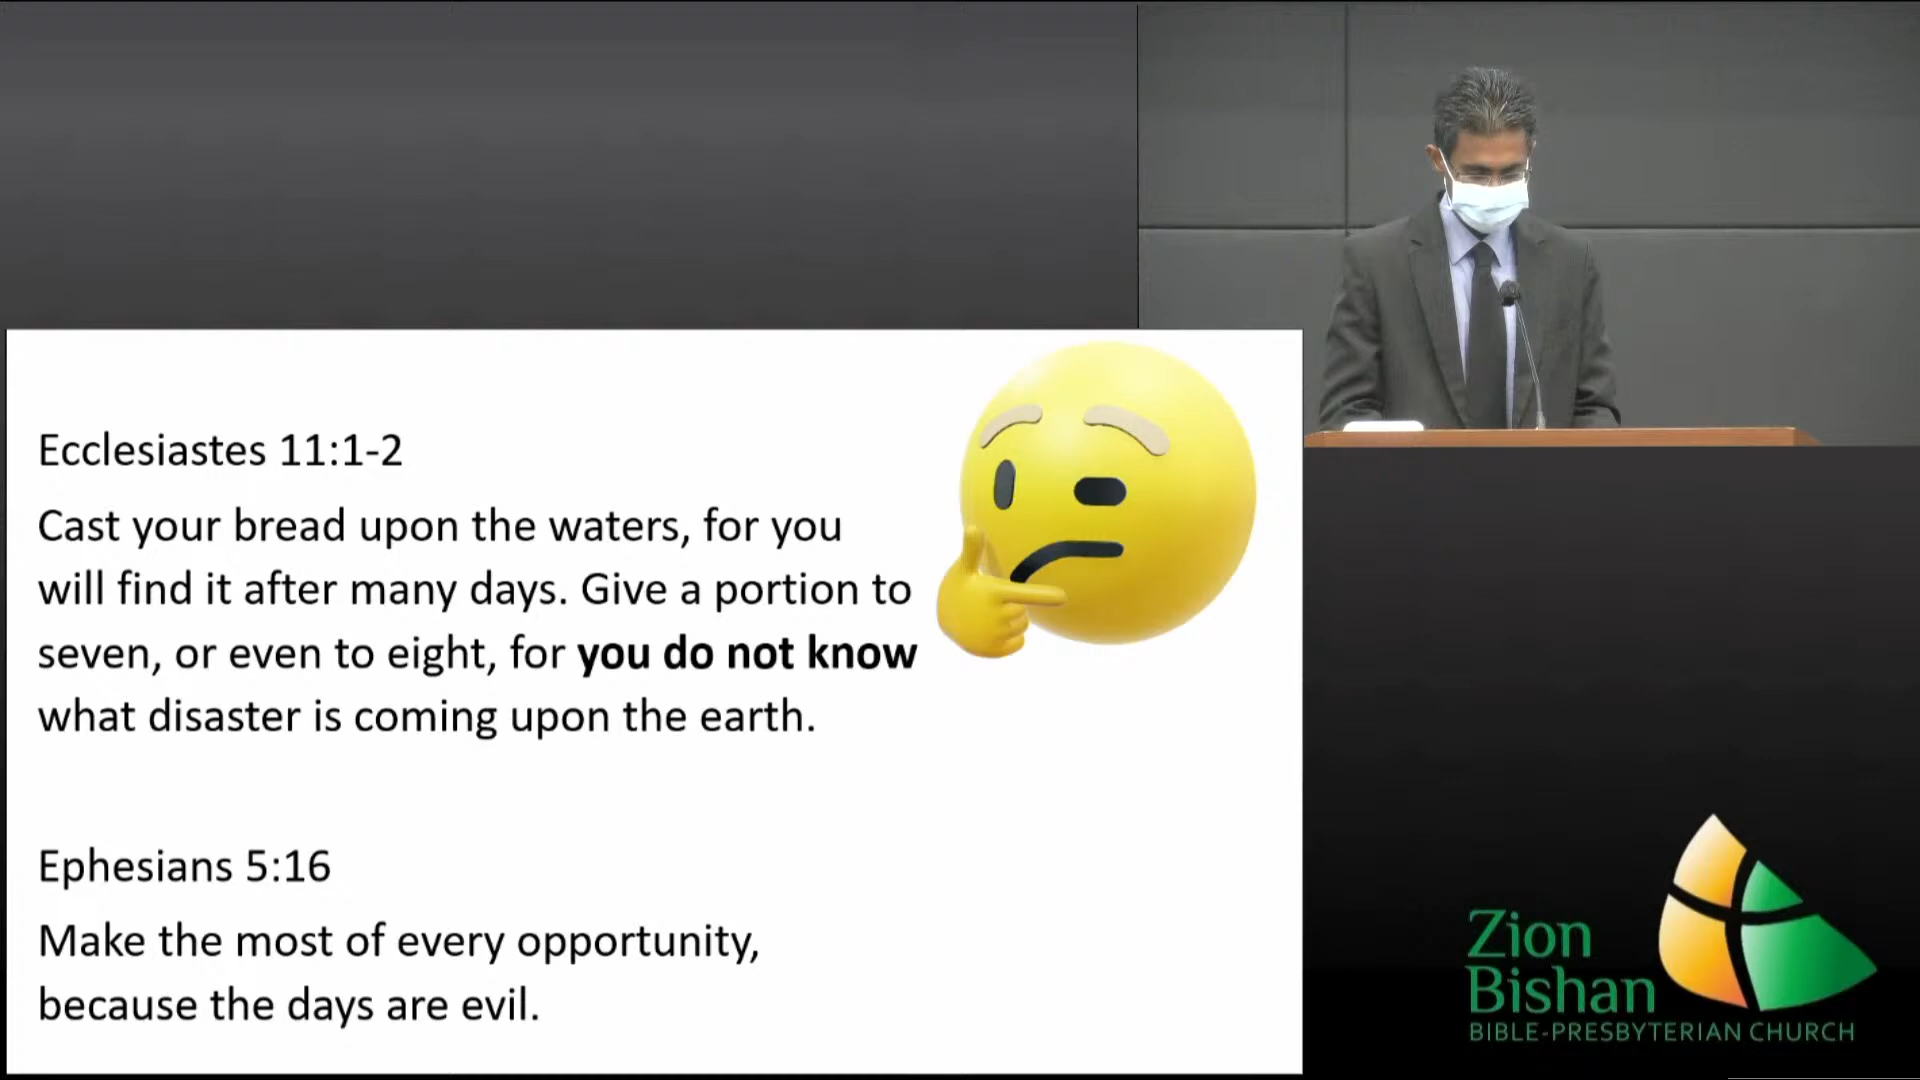 Ecclesiastes 11:1-2
Cast your bread upon the waters, for you
will find it after many days. Give a portion to
seven, or even to eight, for you do not know
what disaster is coming upon the earth.
Ephesians 5:16
Make the most of every opportunity,
because the days are evil.
Zion
Bishan
BIBLE-PRESBYTERIAN CHURCH